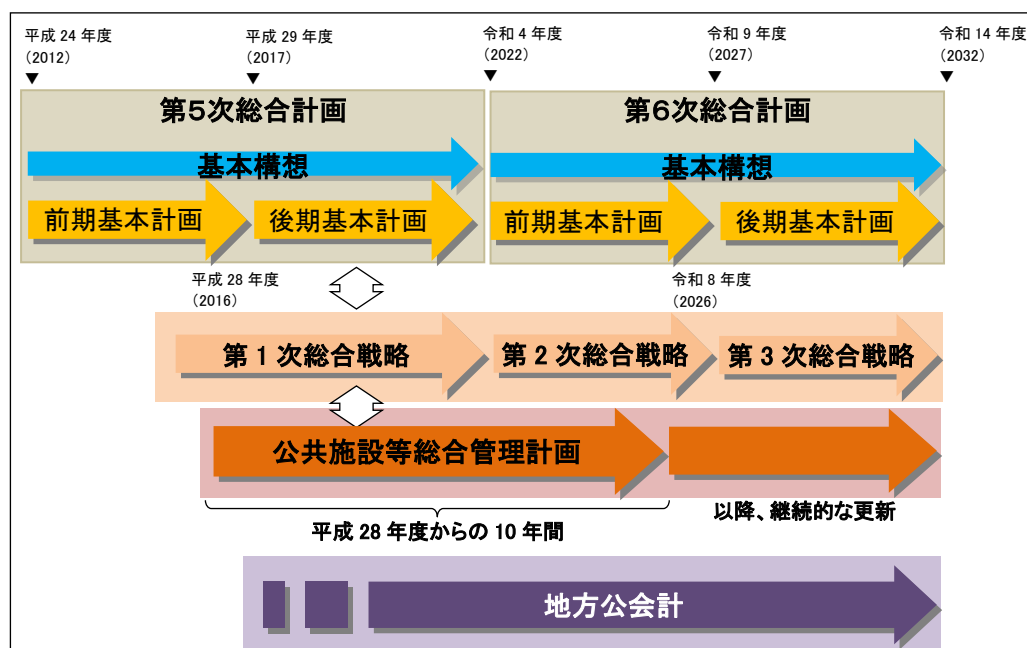 平成 24 年度
(2012)
平成 29 年度
(2017)
令和 4 年度
(2022)
令和 9 年度
(2027)
令和 14 年度
(2032)
第5次総合計画
第6次総合計画
基本構想
基本構想
前期基本計画
後期基本計画
前期基本計画
後期基本計画
平成 28 年度
(2016)
令和 8 年度
(2026)
第 1 次総合戦略
第 2 次総合戦略
第 3 次総合戦略
公共施設等総合管理計画
以降、継続的な更新
平成 28 年度からの 10 年間
地方公会計